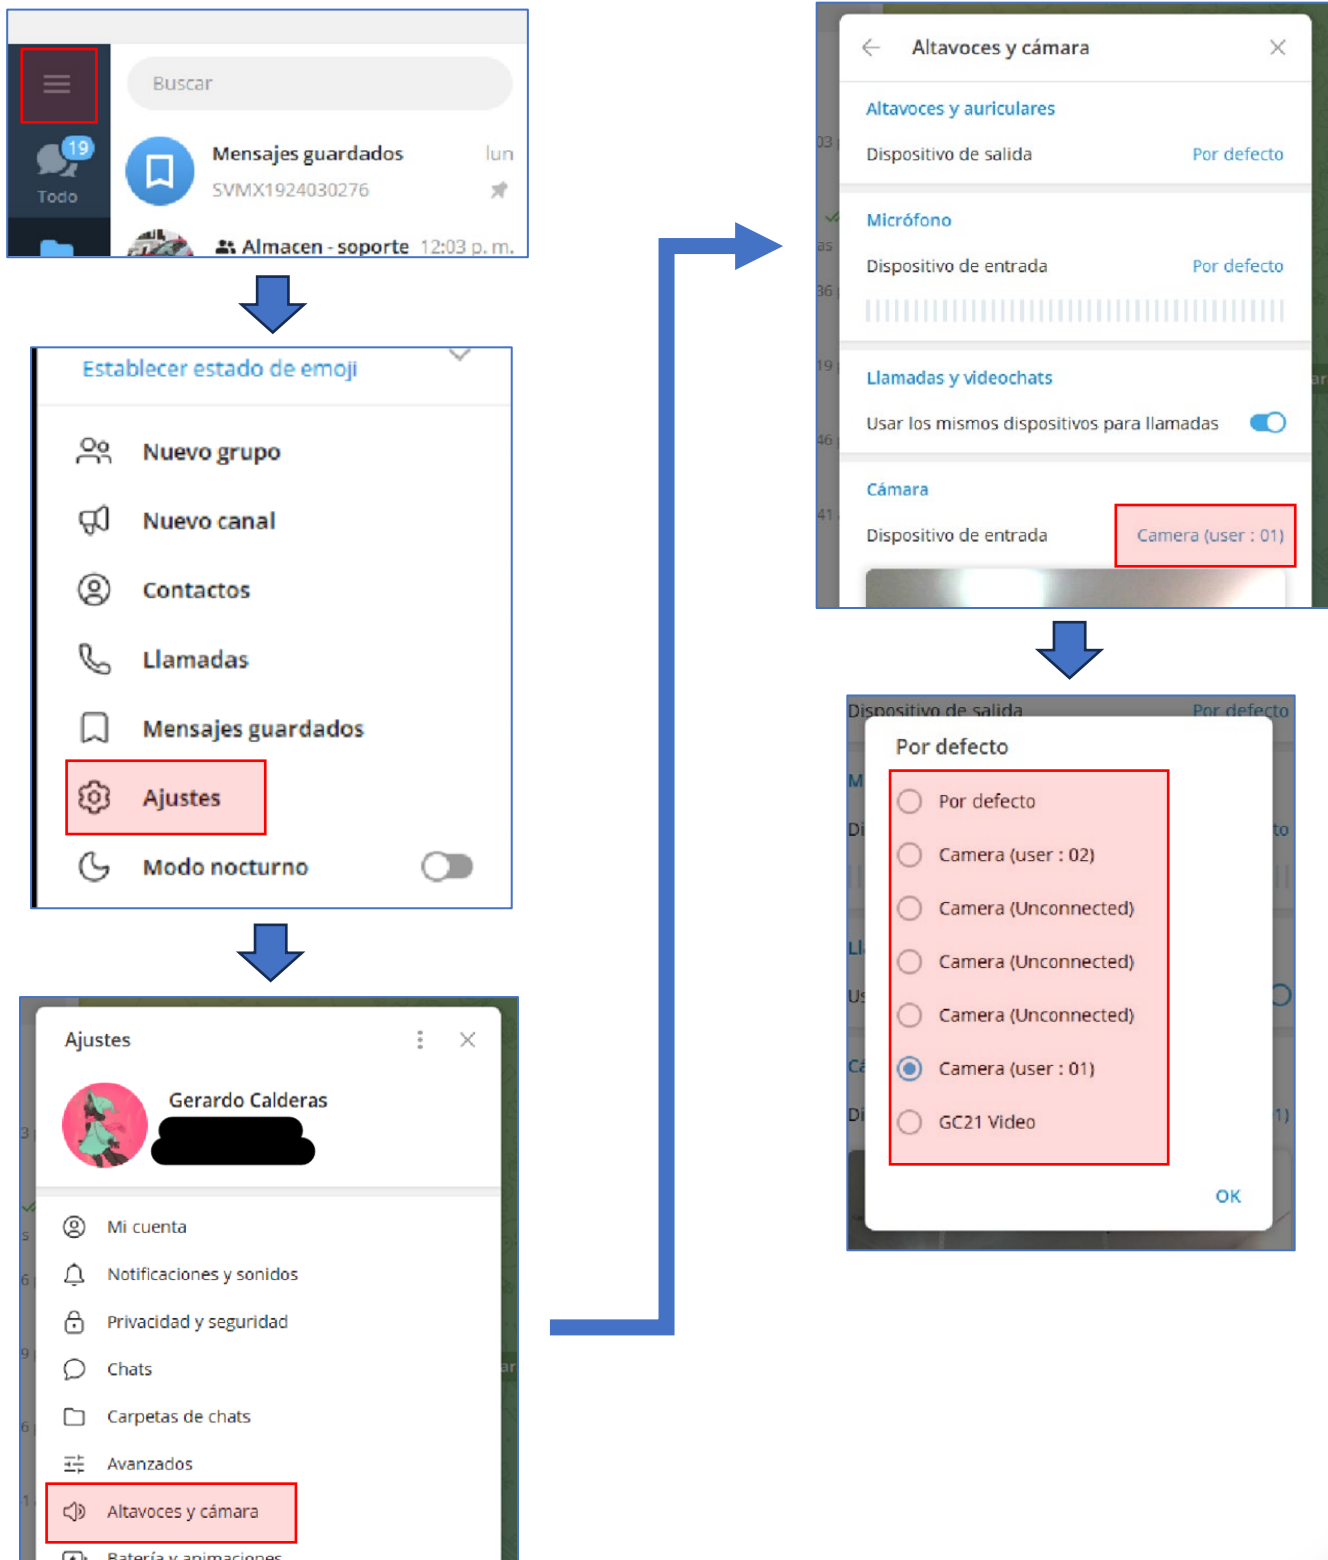 Buscar
19
Todo
Mensajes guardados lun
SVMX1924030276
Almacen - soporte 12:03 p. m.
Establecer estado de emoji
Nuevo grupo
Nuevo canal
Contactos
Llamadas
Mensajes guardados
Ajustes
Modo nocturno
Ajustes
Gerardo Calderas
Mi cuenta
Notificaciones y sonidos
Privacidad y seguridad
Chats
Carpetas de chats
Avanzados
Altavoces y cámara
Batería y animaciones
Altavoces y cámara
Altavoces y auriculares
Dispositivo de salida Por defecto
Micrófono
Dispositivo de entrada Por defecto
Llamadas y videochats
Usar los mismos dispositivos para llamadas
Cámara
Dispositivo de entrada Camera (user : 01)
Dispositivo de salida Por defecto
Por defecto
Por defecto
Camera (user : 02)
Camera (Unconnected)
Camera (Unconnected)
Camera (Unconnected)
Camera (user : 01)
GC21 Video
OK